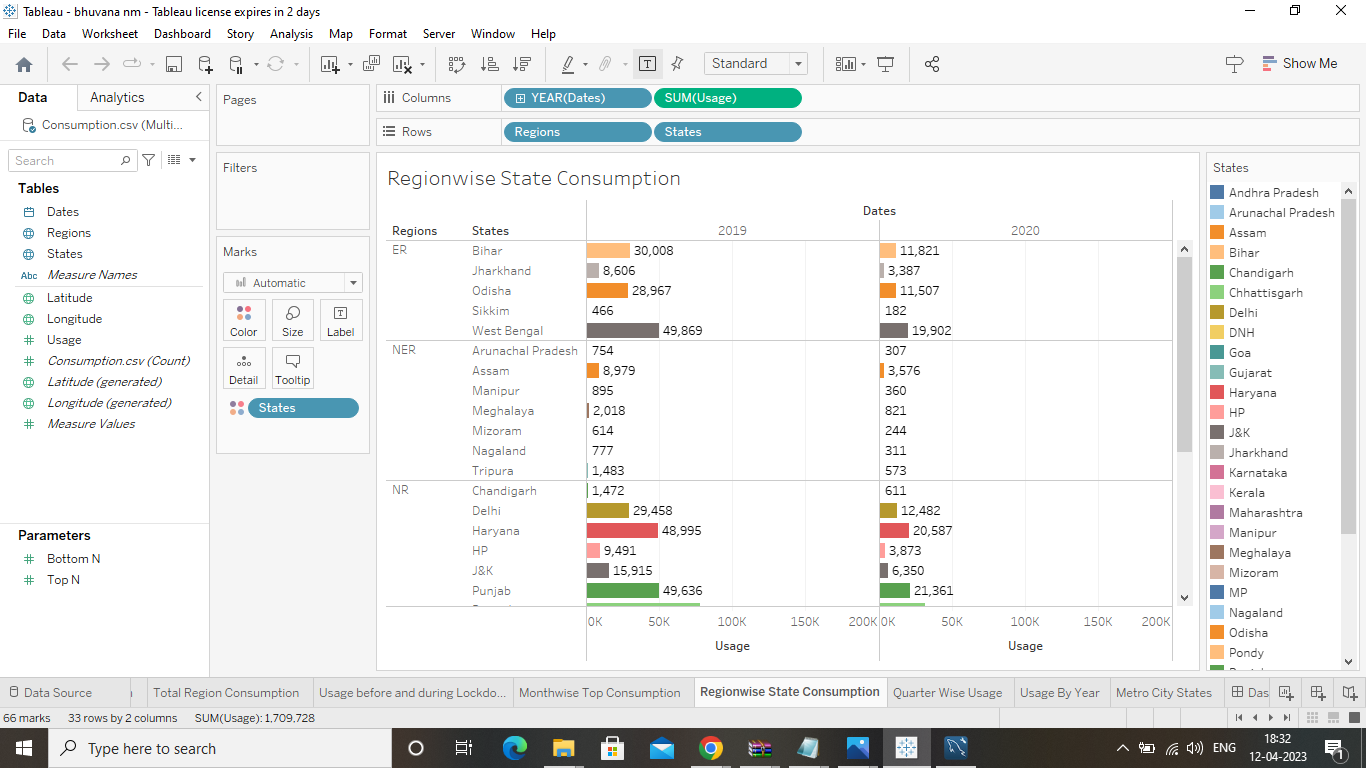 Tableau - bhuvana nm - Tableau license expires in 2 days
File Data Worksheet Dashboard Story Analysis Map Format Server Window Help
Standard Show Me
Data Analytics
Consumption.csv (Multi...
Search
Tables
Dates
Regions
States
Abc Measure Names
Latitude
Longitude
Usage
Consumption.csv (Count)
Latitude (generated)
Longitude (generated)
Measure Values
Parameters
Bottom N
Top N
Pages
Filters
Marks
Automatic
Color Size Label
Detail Tooltip
States
Columns YEAR(Dates) SUM(Usage)
Rows Regions States
Regionwise State Consumption
Dates
Regions States 2019 2020
ER Bihar 30,008 11,821
Jharkhand 8,606 3,387
Odisha 28,967 11,507
Sikkim 466 182
West Bengal 49,869 19,902
NER Arunachal Pradesh 754 307
Assam 8,979 3,576
Manipur 895 360
Meghalaya 2,018 821
Mizoram 614 244
Nagaland 777 311
Tripura 1,483 573
NR Chandigarh 1,472 611
Delhi 29,458 12,482
Haryana 48,995 20,587
HP 9,491 3,873
J&K 15,915 6,350
Punjab 49,636 21,361
0K 50K 100K 150K 200K 0K 50K 100K 150K 200K
Usage Usage
States
Andhra Pradesh
Arunachal Pradesh
Assam
Bihar
Chandigarh
Chhattisgarh
Delhi
DNH
Goa
Gujarat
Haryana
HP
J&K
Jharkhand
Karnataka
Kerala
Maharashtra
Manipur
Meghalaya
Mizoram
MP
Nagaland
Odisha
Pondy
Data Source Total Region Consumption Usage before and during Lockdo... Monthwise Top Consumption Regionwise State Consumption Quarter Wise Usage Usage By Year Metro City States Das
66 marks 33 rows by 2 columns SUM(Usage): 1,709,728
Type here to search
ENG
18:32
12-04-2023
1